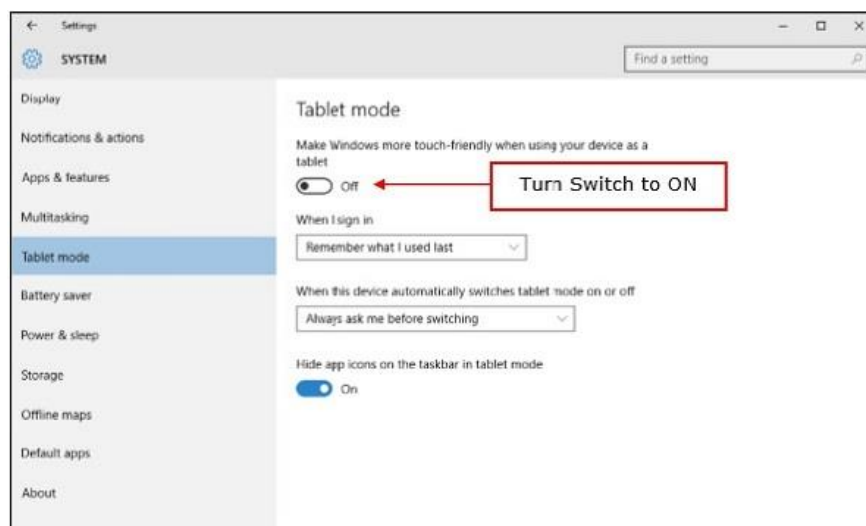 Settings
SYSTEM
Find a setting
Display
Notifications & actions
Apps & features
Multitasking
Tablet mode
Battery saver
Power & sleep
Storage
Offline maps
Default apps
About
Tablet mode
Make Windows more touch-friendly when using your device as a
tablet
Off
Turn Switch to ON
When I sign in
Remember what I used last
When this device automatically switches tablet mode on or off
Always ask me before switching
Hide app icons on the taskbar in tablet mode
On